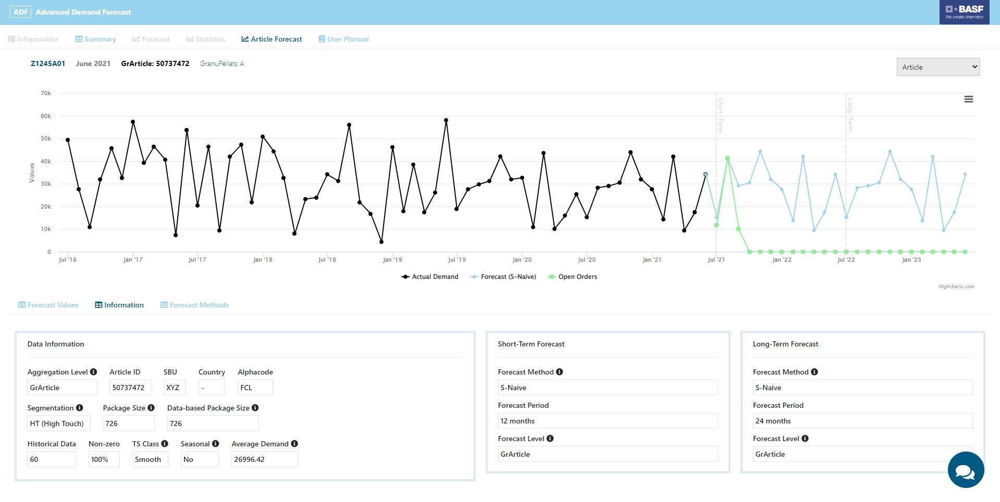 ADF Advanced Demand Forecast
BASF
We create chemistry
Infoprovider Summary Forecast Statistics Article Forecast User Manual
Z1245A01 June 2021 GrArticle: 50737472 GranuPellets A
Article
Values
70k
60k
50k
40k
30k
20k
10k
0
Short-Term
Long-Term
Jul '16 Jan '17 Jul '17 Jan '18 Jul '18 Jan '19 Jul '19 Jan '20 Jul '20 Jan '21 Jul '21 Jan '22 Jul '22 Jan '23
Actual Demand Forecast (S-Naive) Open Orders
Highcharts.com
Forecast Values Information Forecast Methods
Data Information
Aggregation Level Article ID SBU Country Alphacode
GrArticle 50737472 XYZ - FCL
Segmentation Package Size Data-based Package Size
HT (High Touch) 726 726
Historical Data Non-zero TS Class Seasonal Average Demand
60 100% Smooth No 26996.42
Short-Term Forecast
Forecast Method
S-Naive
Forecast Period
12 months
Forecast Level
GrArticle
Long-Term Forecast
Forecast Method
S-Naive
Forecast Period
24 months
Forecast Level
GrArticle